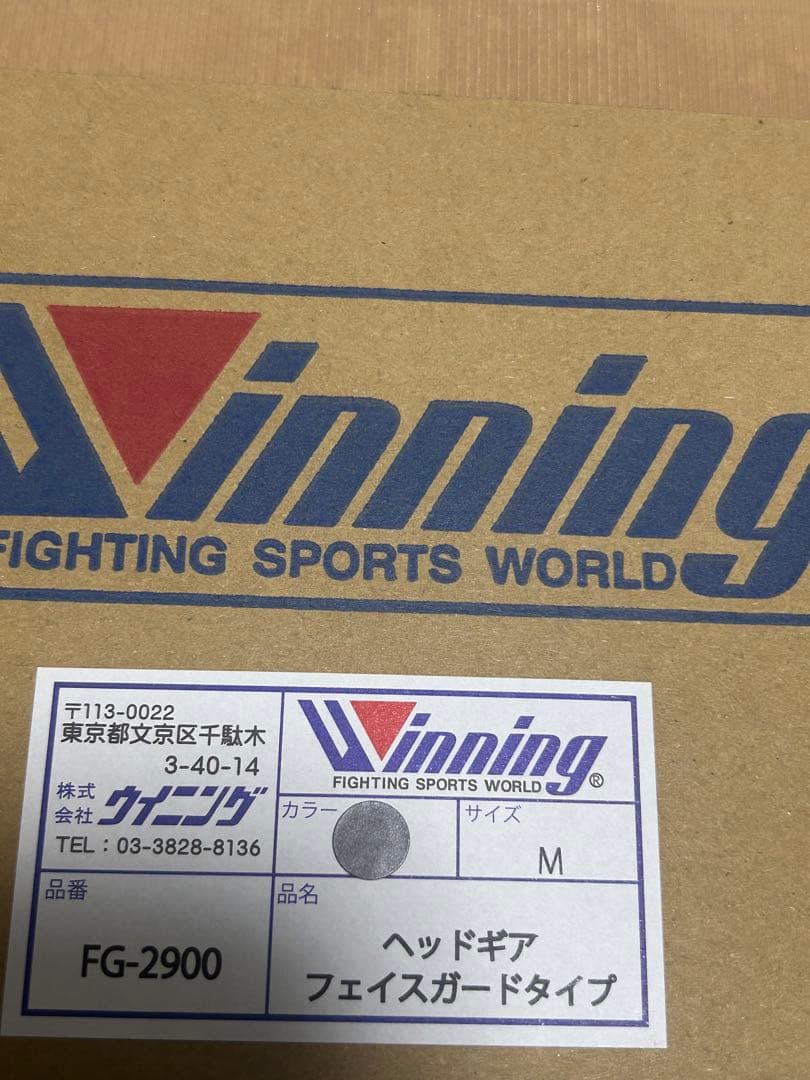 Winning
FIGHTING SPORTS WORLD
〒113-0022
東京都文京区千駄木
3-40-14
株式
会社 ウイニング
TEL：03-3828-8136
Winning
FIGHTING SPORTS WORLD ®
カラー
サイズ
M
品番
FG-2900
品名
ヘッドギア
フェイスガードタイプ